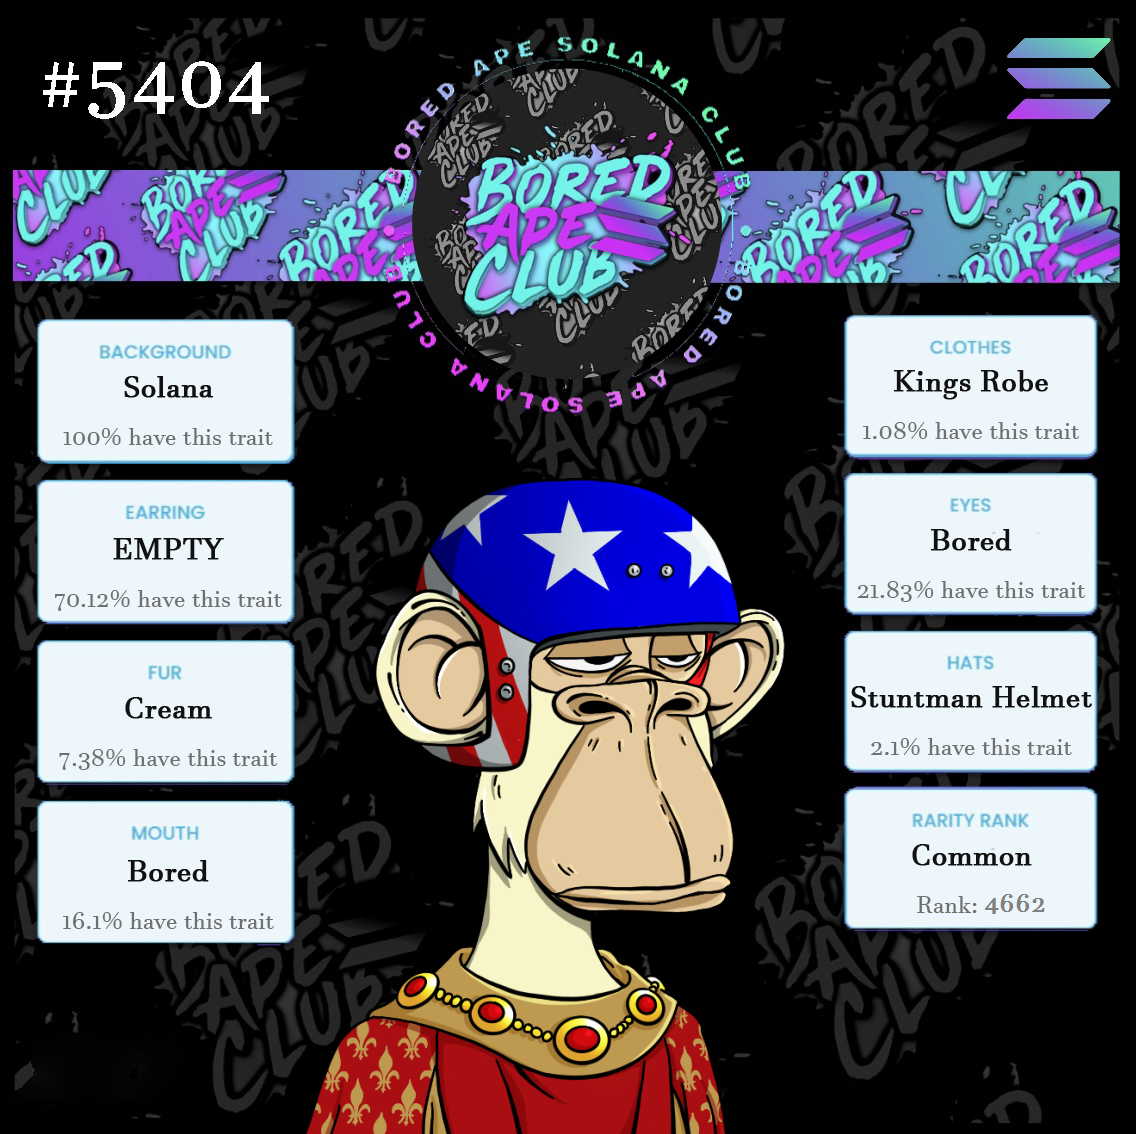 #5404
BORED APE SOLANA CLUB
BORED APE SOLANA CLUB
BORED
APE
CLUB
BACKGROUND
Solana
100% have this trait
EARRING
EMPTY
70.12% have this trait
FUR
Cream
7.38% have this trait
MOUTH
Bored
16.1% have this trait
CLOTHES
Kings Robe
1.08% have this trait
EYES
Bored
21.83% have this trait
HATS
Stuntman Helmet
2.1% have this trait
RARITY RANK
Common
Rank: 4662